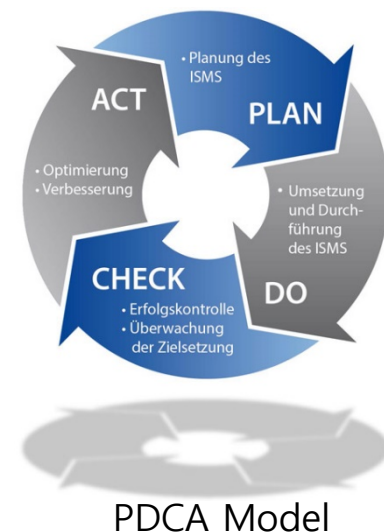 • Planung des
ISMS
PLAN
• Umsetzung
und Durch-
führung
des ISMS
DO
CHECK
• Erfolgskontrolle
• Überwachung
der Zielsetzung
ACT
• Optimierung
• Verbesserung
PDCA Model